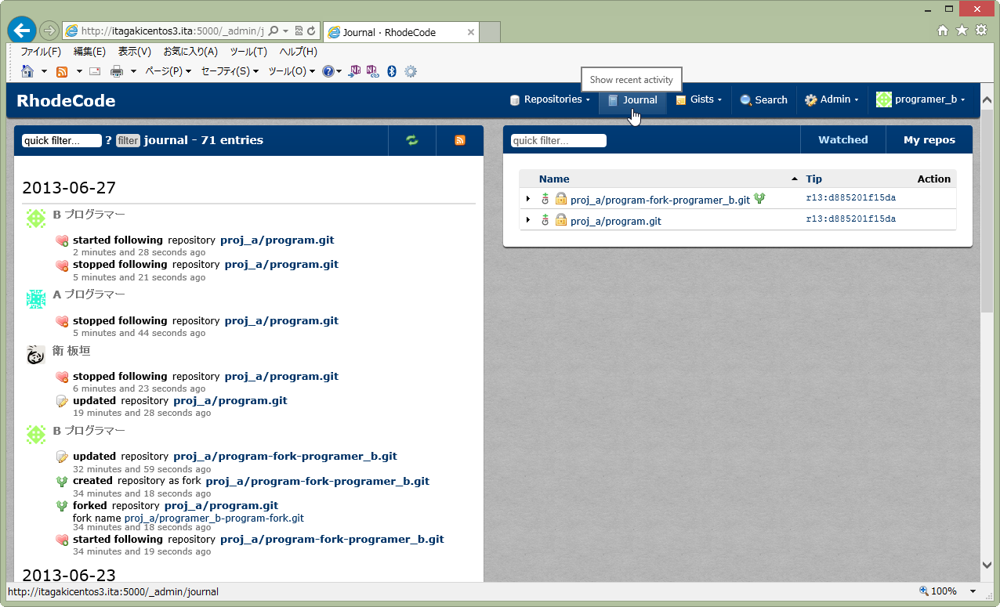 http://itagakicentos3.ita:5000/_admin/j
Journal · RhodeCode
ファイル(F) 編集(E) 表示(V) お気に入り(A) ツール(T) ヘルプ(H)
ページ(P) セーフティ(S) ツール(O)
Show recent activity
RhodeCode
Repositories Journal Gists Search Admin programer_b
quick filter... ? filter journal - 71 entries
2013-06-27
B プログラマー
started following repository proj_a/program.git
2 minutes and 28 seconds ago
stopped following repository proj_a/program.git
5 minutes and 21 seconds ago
A プログラマー
stopped following repository proj_a/program.git
5 minutes and 44 seconds ago
衛 板垣
stopped following repository proj_a/program.git
6 minutes and 23 seconds ago
updated repository proj_a/program.git
19 minutes and 28 seconds ago
B プログラマー
updated repository proj_a/program-fork-programer_b.git
32 minutes and 59 seconds ago
created repository as fork proj_a/program-fork-programer_b.git
34 minutes and 18 seconds ago
forked repository proj_a/program.git
fork name proj_a/programer_b-program-fork.git
34 minutes and 18 seconds ago
started following repository proj_a/program-fork-programer_b.git
34 minutes and 19 seconds ago
2013-06-23
quick filter... Watched My repos
Name Tip Action
proj_a/program-fork-programer_b.git r13:d885201f15da
proj_a/program.git r13:d885201f15da
http://itagakicentos3.ita:5000/_admin/journal
100%